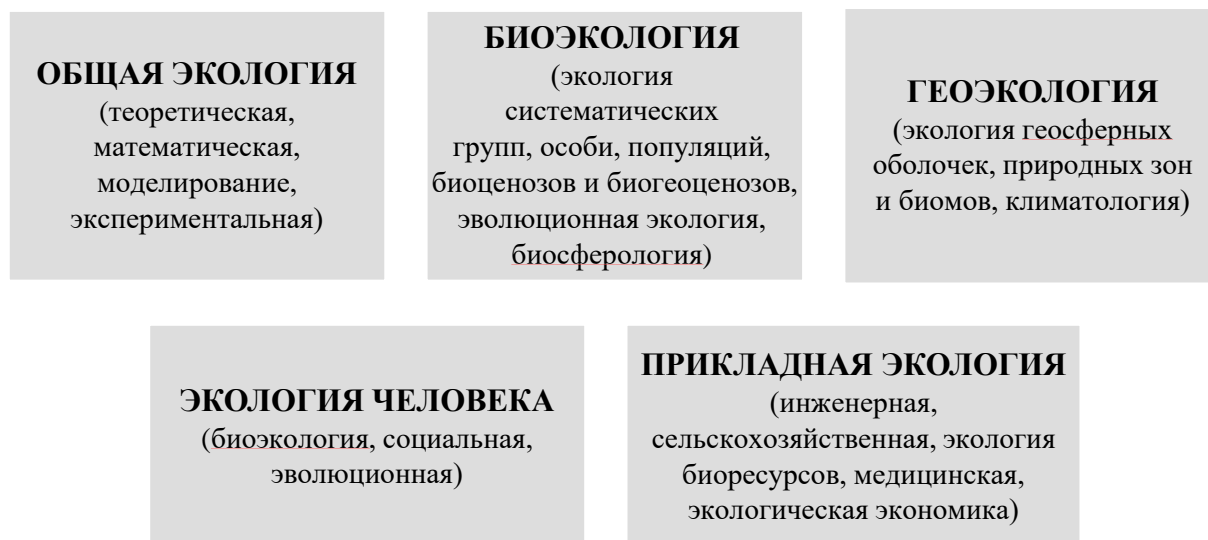 ОБЩАЯ ЭКОЛОГИЯ
(теоретическая,
математическая,
моделирование,
экспериментальная)
БИОЭКОЛОГИЯ
(экология
систематических
групп, особи, популяций,
биоценозов и биогеоценозов,
эволюционная экология,
биосферология)
ГЕОЭКОЛОГИЯ
(экология геосферных
оболочек, природных зон
и биомов, климатология)
ЭКОЛОГИЯ ЧЕЛОВЕКА
(биоэкология, социальная,
эволюционная)
ПРИКЛАДНАЯ ЭКОЛОГИЯ
(инженерная,
сельскохозяйственная, экология
биоресурсов, медицинская,
экологическая экономика)